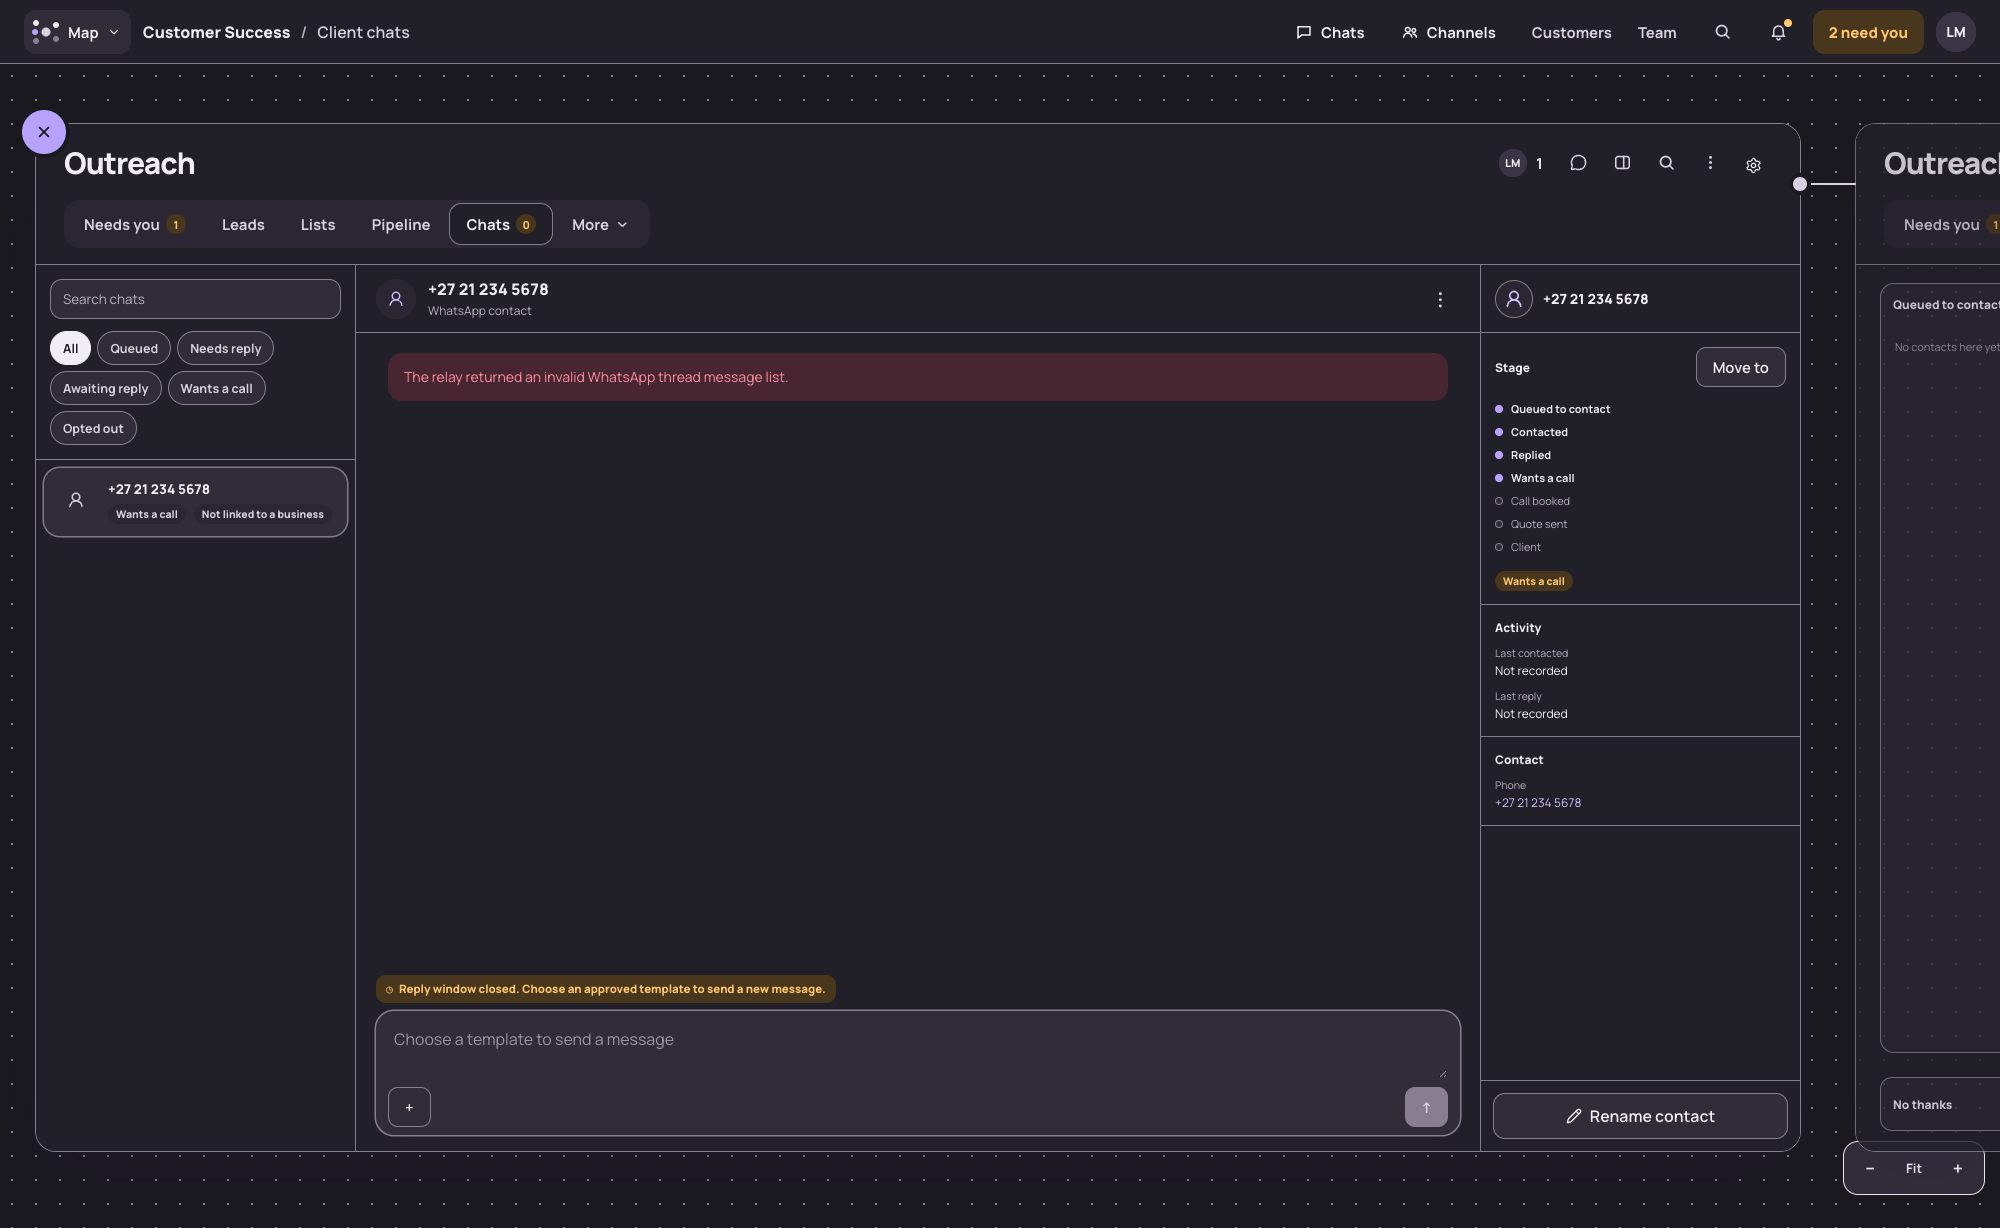 Map
Customer Success / Client chats
Chats
Channels
Customers
Team
2 need you
LM
Outreach
LM 1
Needs you 1
Leads
Lists
Pipeline
Chats 0
More
Search chats
All
Queued
Needs reply
Awaiting reply
Wants a call
Opted out
+27 21 234 5678
Wants a call
Not linked to a business
+27 21 234 5678
WhatsApp contact
The relay returned an invalid WhatsApp thread message list.
Reply window closed. Choose an approved template to send a new message.
Choose a template to send a message
+
+27 21 234 5678
Stage
Move to
Queued to contact
Contacted
Replied
Wants a call
Call booked
Quote sent
Client
Wants a call
Activity
Last contacted
Not recorded
Last reply
Not recorded
Contact
Phone
+27 21 234 5678
Rename contact
Outreach
Needs you 1
Queued to contact
No contacts here yet
No thanks
− Fit +